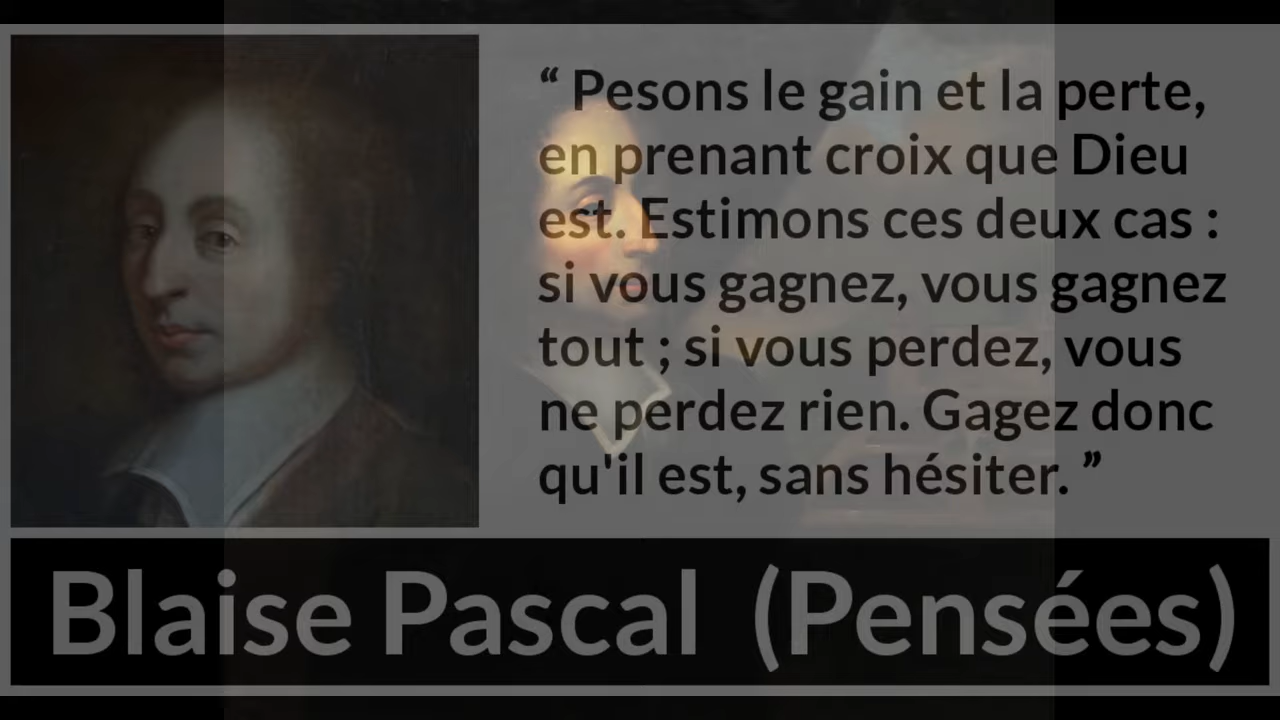 “ Pesons le gain et la perte,
en prenant croix que Dieu
est. Estimons ces deux cas :
si vous gagnez, vous gagnez
tout ; si vous perdez, vous
ne perdez rien. Gagez donc
qu'il est, sans hésiter. ”
Blaise Pascal (Pensées)